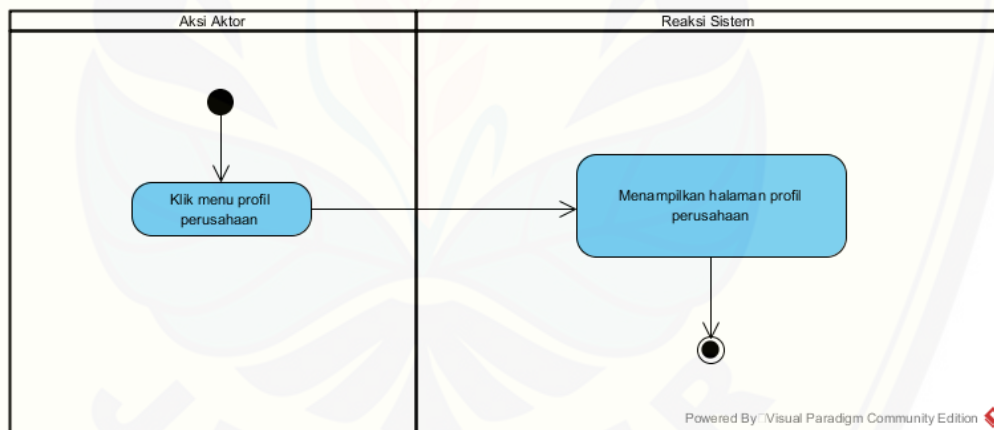 Aksi Aktor
Reaksi Sistem
Klik menu profil
perusahaan
Menampilkan halaman profil
perusahaan
Powered By Visual Paradigm Community Edition